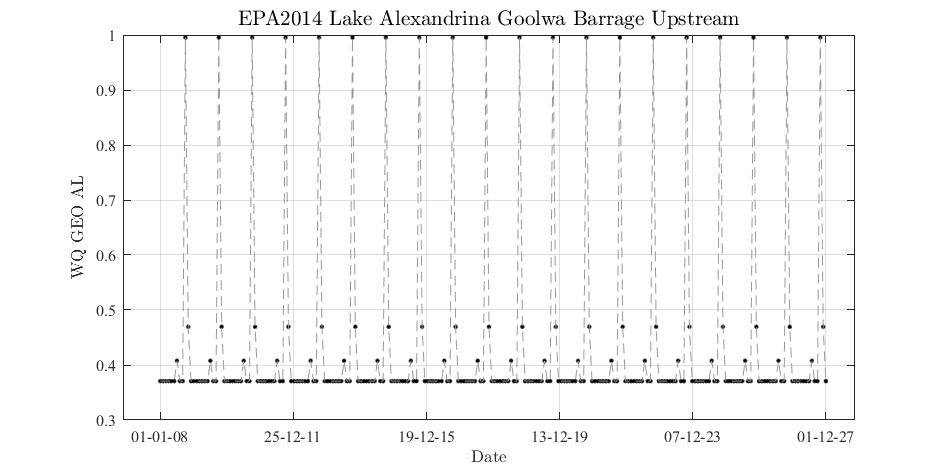 EPA2014 Lake Alexandrina Goolwa Barrage Upstream
1
0.9
0.8
0.7
0.6
0.5
0.4
0.3
WQ GEO AL
01-01-08 25-12-11 19-12-15 13-12-19 07-12-23 01-12-27
Date